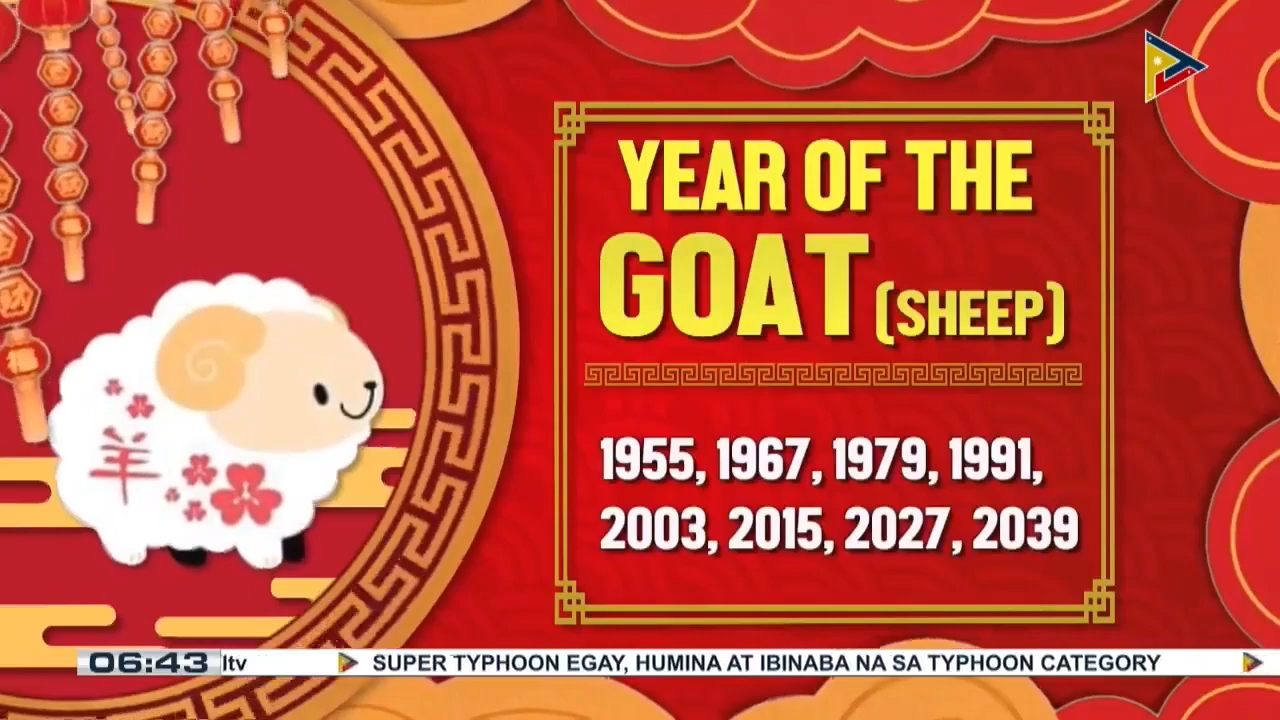 YEAR OF THE
GOAT (SHEEP)
1955, 1967, 1979, 1991,
2003, 2015, 2027, 2039
羊
福
06:43
ltv
SUPER TYPHOON EGAY, HUMINA AT IBINABA NA SA TYPHOON CATEGORY